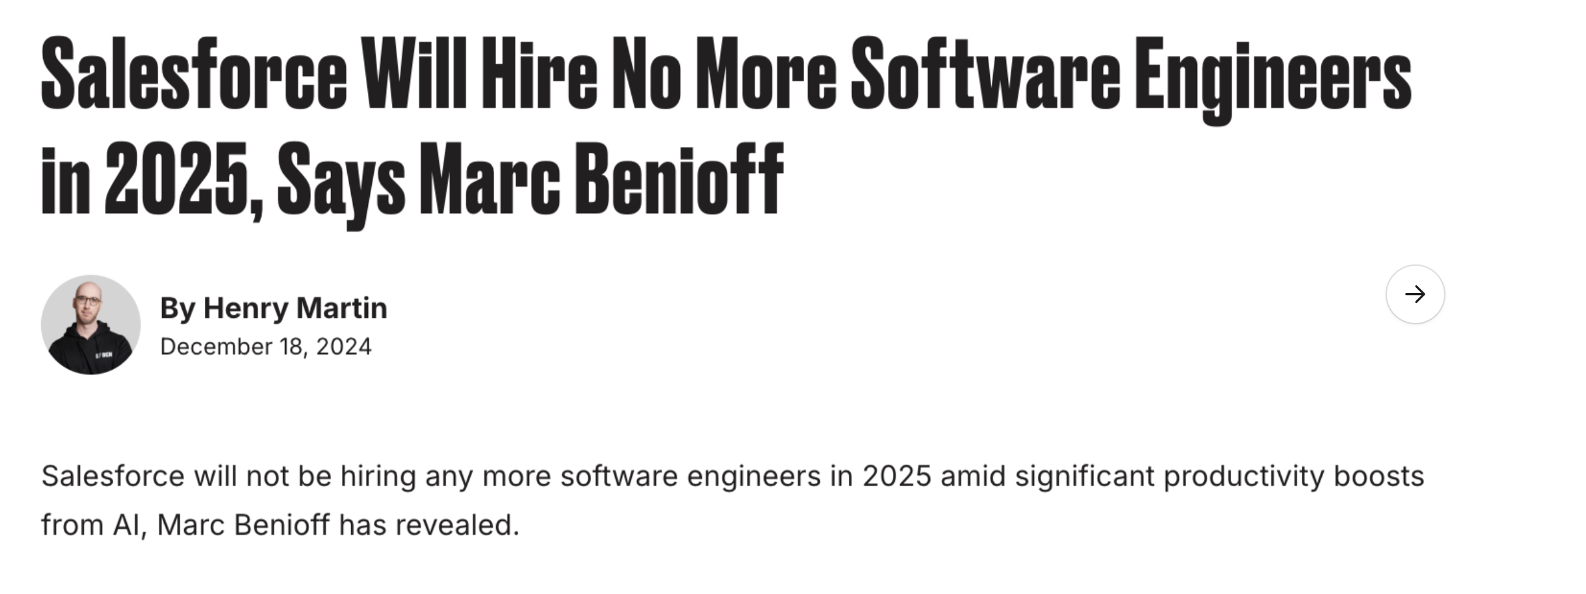 Salesforce Will Hire No More Software Engineers
in 2025, Says Marc Benioff
By Henry Martin
December 18, 2024
Salesforce will not be hiring any more software engineers in 2025 amid significant productivity boosts
from AI, Marc Benioff has revealed.